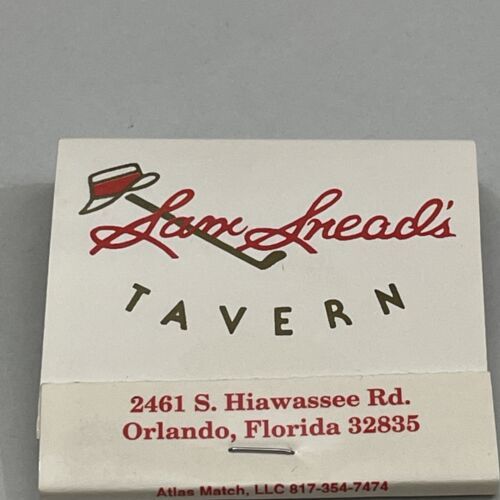 Sam Snead's
TAVERN
2461 S. Hiawassee Rd.
Orlando, Florida 32835
Atlas Match, LLC 817-354-7474